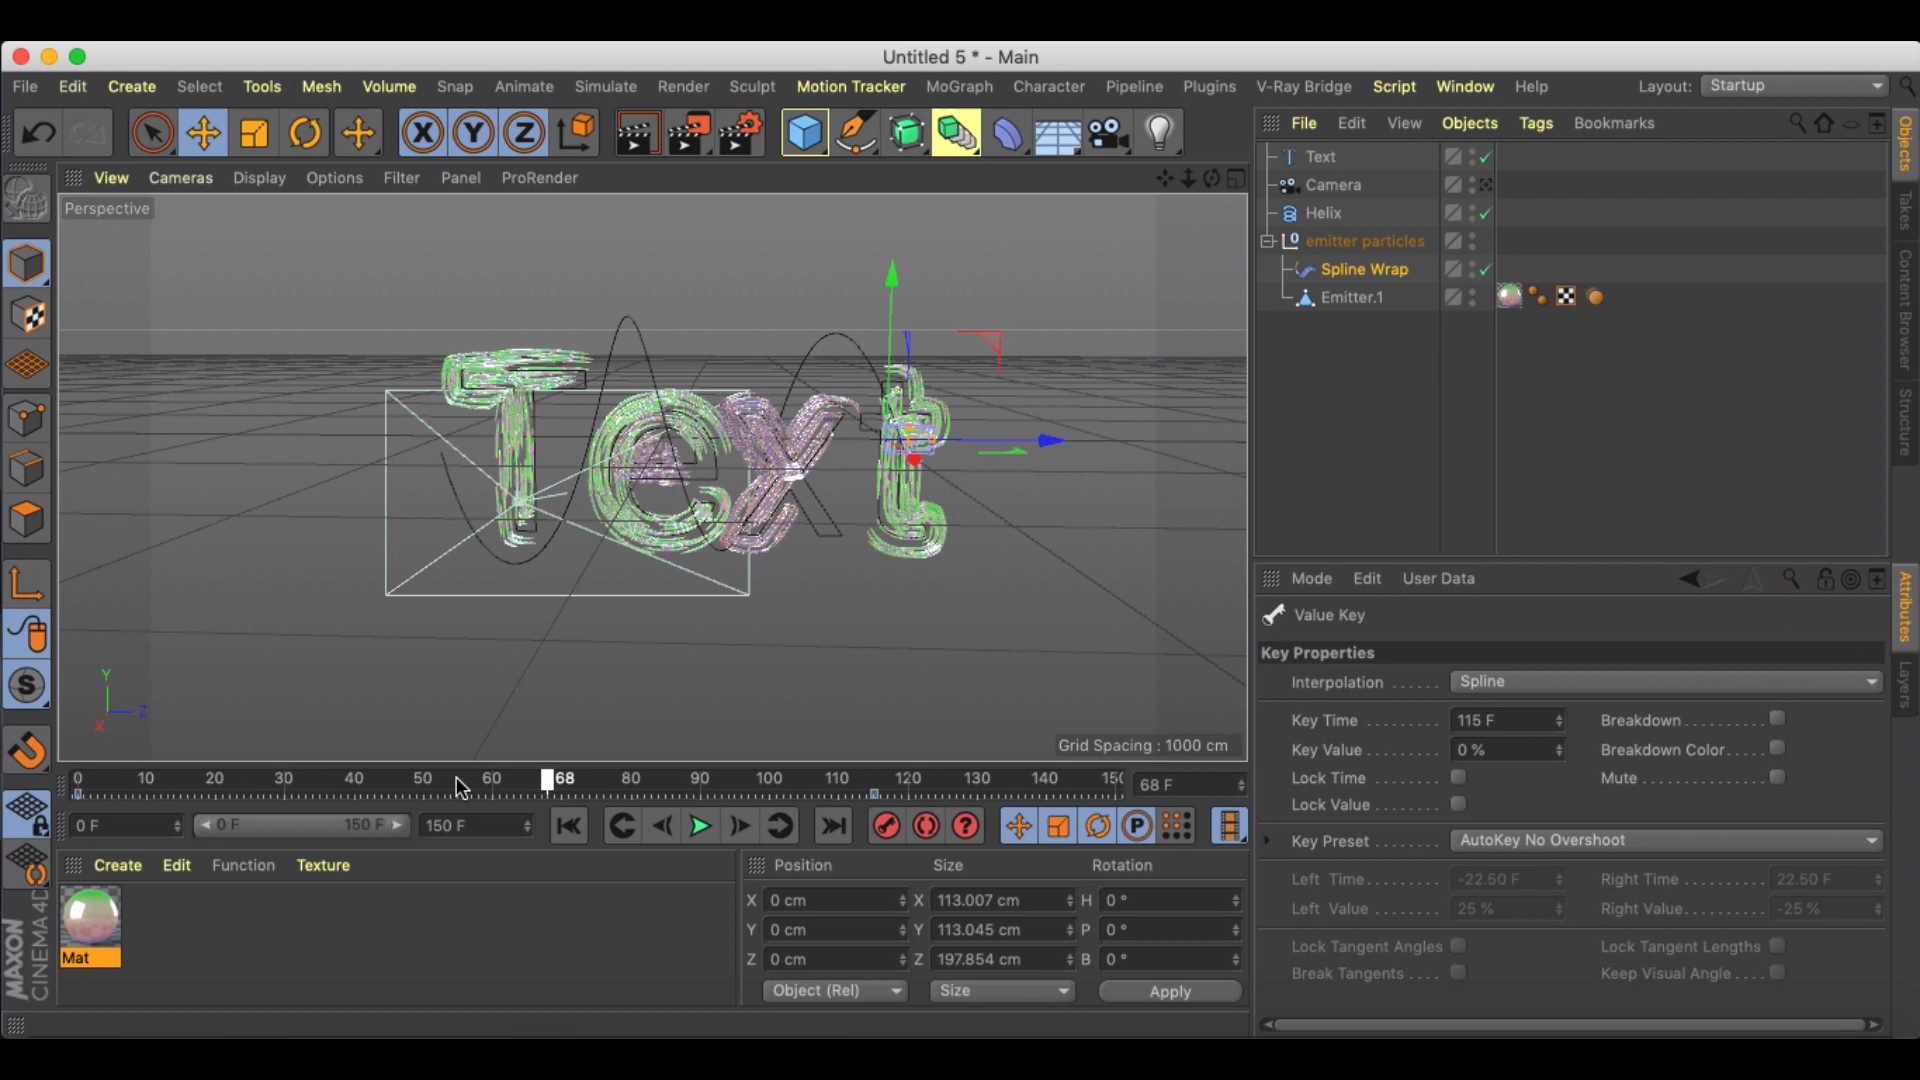 Untitled 5 * - Main
File Edit Create Select Tools Mesh Volume Snap Animate Simulate Render Sculpt Motion Tracker MoGraph Character Pipeline Plugins V-Ray Bridge Script Window Help Layout: Startup
X Y Z
File Edit View Objects Tags Bookmarks
View Cameras Display Options Filter Panel ProRender
Perspective
Text
Camera
Helix
emitter particles
Spline Wrap
Emitter.1
Objects
Takes
Content Browser
Structure
Text
Y
X
Z
Grid Spacing : 1000 cm
Mode Edit User Data
Value Key
Key Properties
Interpolation ...... Spline
Key Time ......... 115 F Breakdown...........
Key Value ........ 0 % Breakdown Color.....
Lock Time ........ Mute ................
Lock Value .......
Key Preset ........ AutoKey No Overshoot
Left Time........ -22.50 F Right Time ......... 22.50 F
Left Value ....... 25 % Right Value......... -25 %
Lock Tangent Angles Lock Tangent Lengths
Break Tangents .... Keep Visual Angle ....
Attributes
Layers
0 10 20 30 40 50 60 68 80 90 100 110 120 130 140 68 F
0 F 0 F 150 F 150 F
P
S
Create Edit Function Texture
Mat
MAXON
CINEMA 4D
Position Size Rotation
X 0 cm X 113.007 cm H 0 °
Y 0 cm Y 113.045 cm P 0 °
Z 0 cm Z 197.854 cm B 0 °
Object (Rel) Size Apply